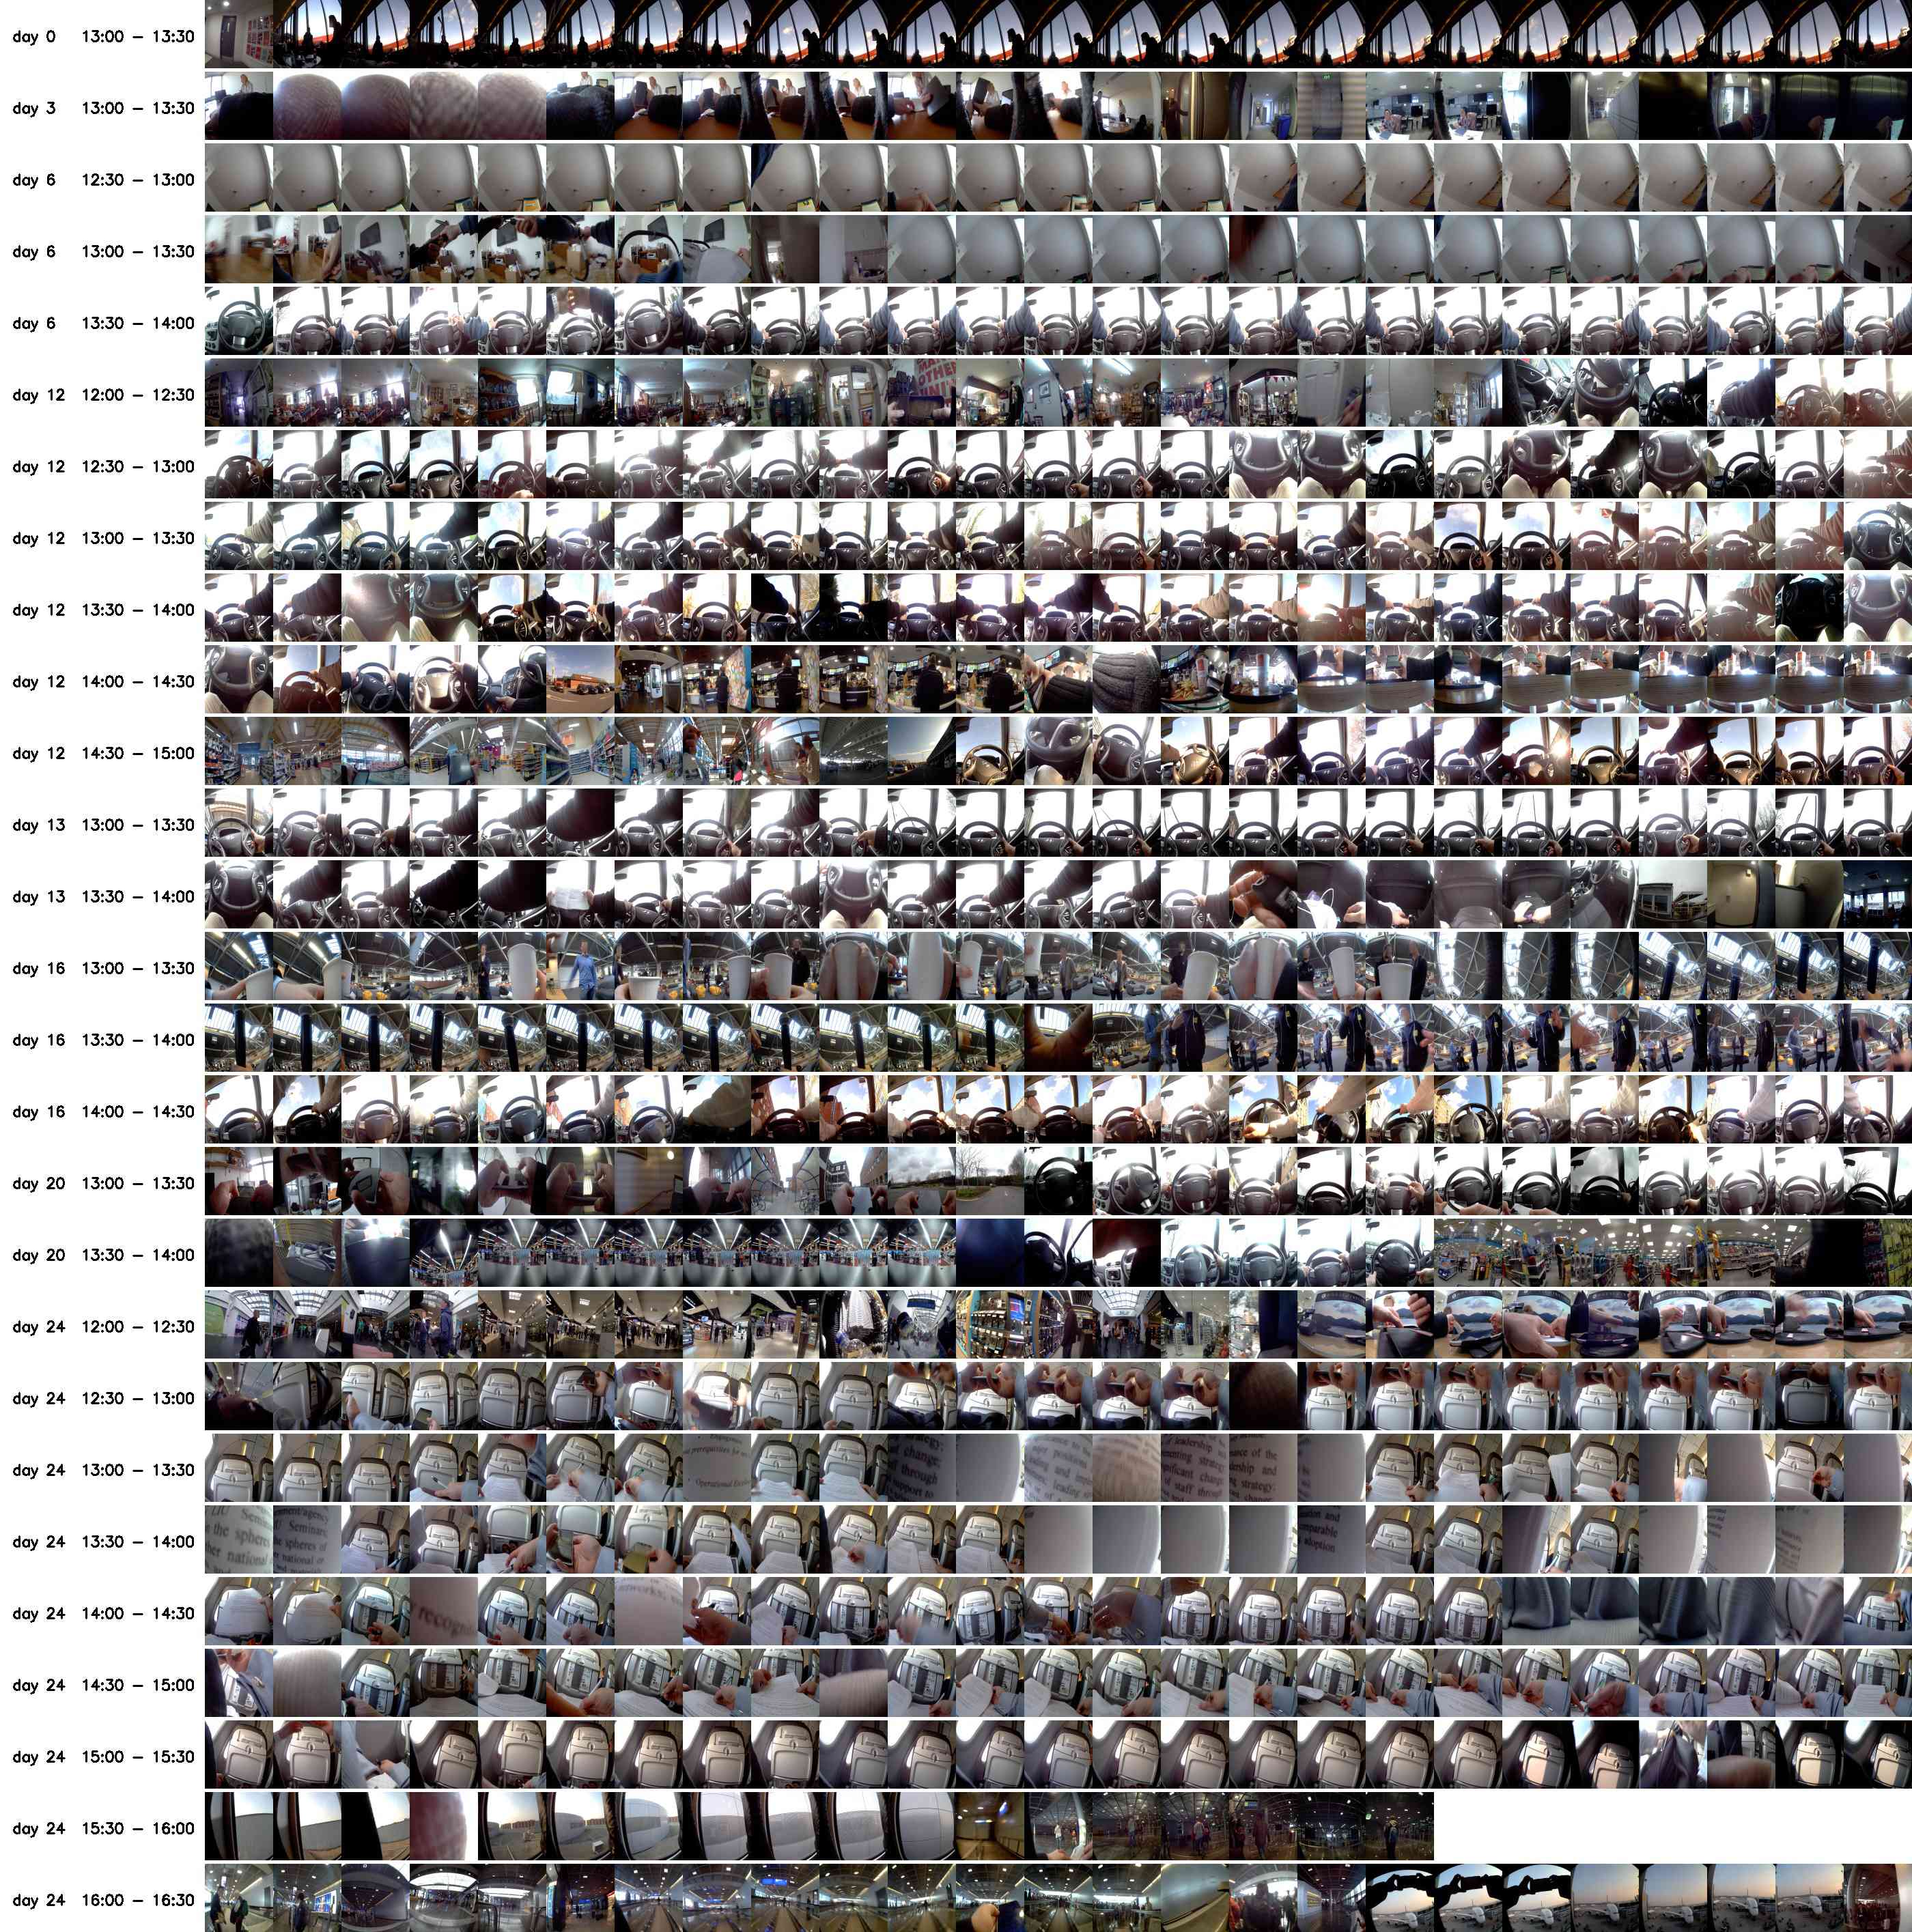 day 0 13:00 – 13:30
day 3 13:00 – 13:30
day 6 12:30 – 13:00
day 6 13:00 – 13:30
day 6 13:30 – 14:00
day 12 12:00 – 12:30
day 12 12:30 – 13:00
day 12 13:00 – 13:30
day 12 13:30 – 14:00
day 12 14:00 – 14:30
day 12 14:30 – 15:00
day 13 13:00 – 13:30
day 13 13:30 – 14:00
day 16 13:00 – 13:30
day 16 13:30 – 14:00
day 16 14:00 – 14:30
day 20 13:00 – 13:30
day 20 13:30 – 14:00
day 24 12:00 – 12:30
day 24 12:30 – 13:00
day 24 13:00 – 13:30
day 24 13:30 – 14:00
day 24 14:00 – 14:30
day 24 14:30 – 15:00
day 24 15:00 – 15:30
day 24 15:30 – 16:00
day 24 16:00 – 16:30